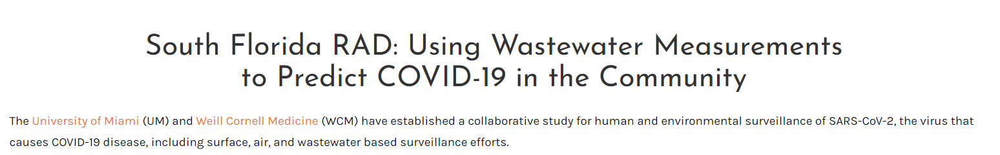 South Florida RAD: Using Wastewater Measurements
to Predict COVID-19 in the Community
The University of Miami (UM) and Weill Cornell Medicine (WCM) have established a collaborative study for human and environmental surveillance of SARS-CoV-2, the virus that
causes COVID-19 disease, including surface, air, and wastewater based surveillance efforts.